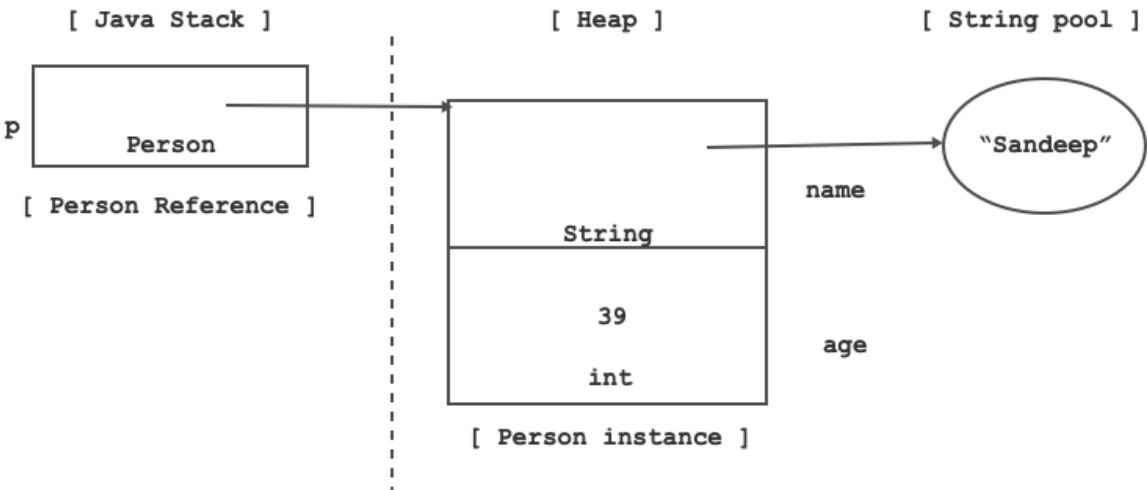 [ Java Stack ]
[ Heap ]
[ String pool ]
p
Person
[ Person Reference ]
“Sandeep”
name
String
39
age
int
[ Person instance ]